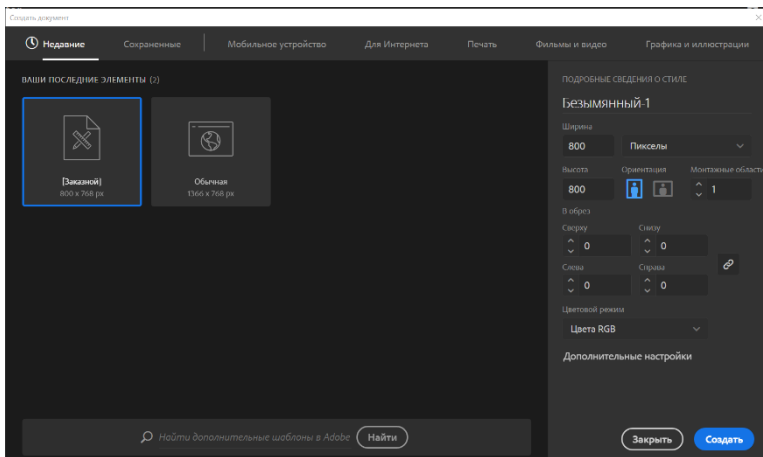 Создать документ
Недавние
Сохраненные
Мобильное устройство
Для Интернета
Печать
Фильмы и видео
Графика и иллюстрации
ВАШИ ПОСЛЕДНИЕ ЭЛЕМЕНТЫ (2)
[Заказной]
800 x 768 px
Обычная
1366 x 768 px
Найти дополнительные шаблоны в Adobe
Найти
ПОДРОБНЫЕ СВЕДЕНИЯ О СТИЛЕ
Безымянный-1
Ширина
800 Пикселы
Высота Ориентация Монтажные област
800 1
В обрез
Сверху Снизу
0 0
Слева Справа
0 0
Цветовой режим
Цвета RGB
Дополнительные настройки
Закрыть Создать